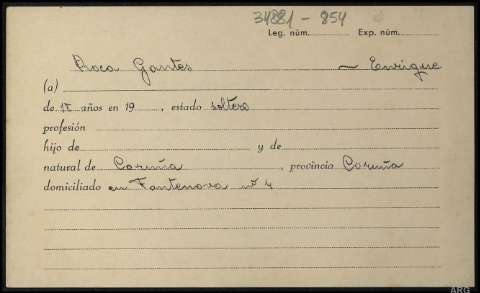 34881 - 854
Leg. núm. Exp. núm.
Roca Gantes — Enrique
(a)
de 17 años en 19, estado soltero
profesión
hijo de y de
natural de Coruña, provincia Coruña
domiciliado en Fontenova nº 4
ARG